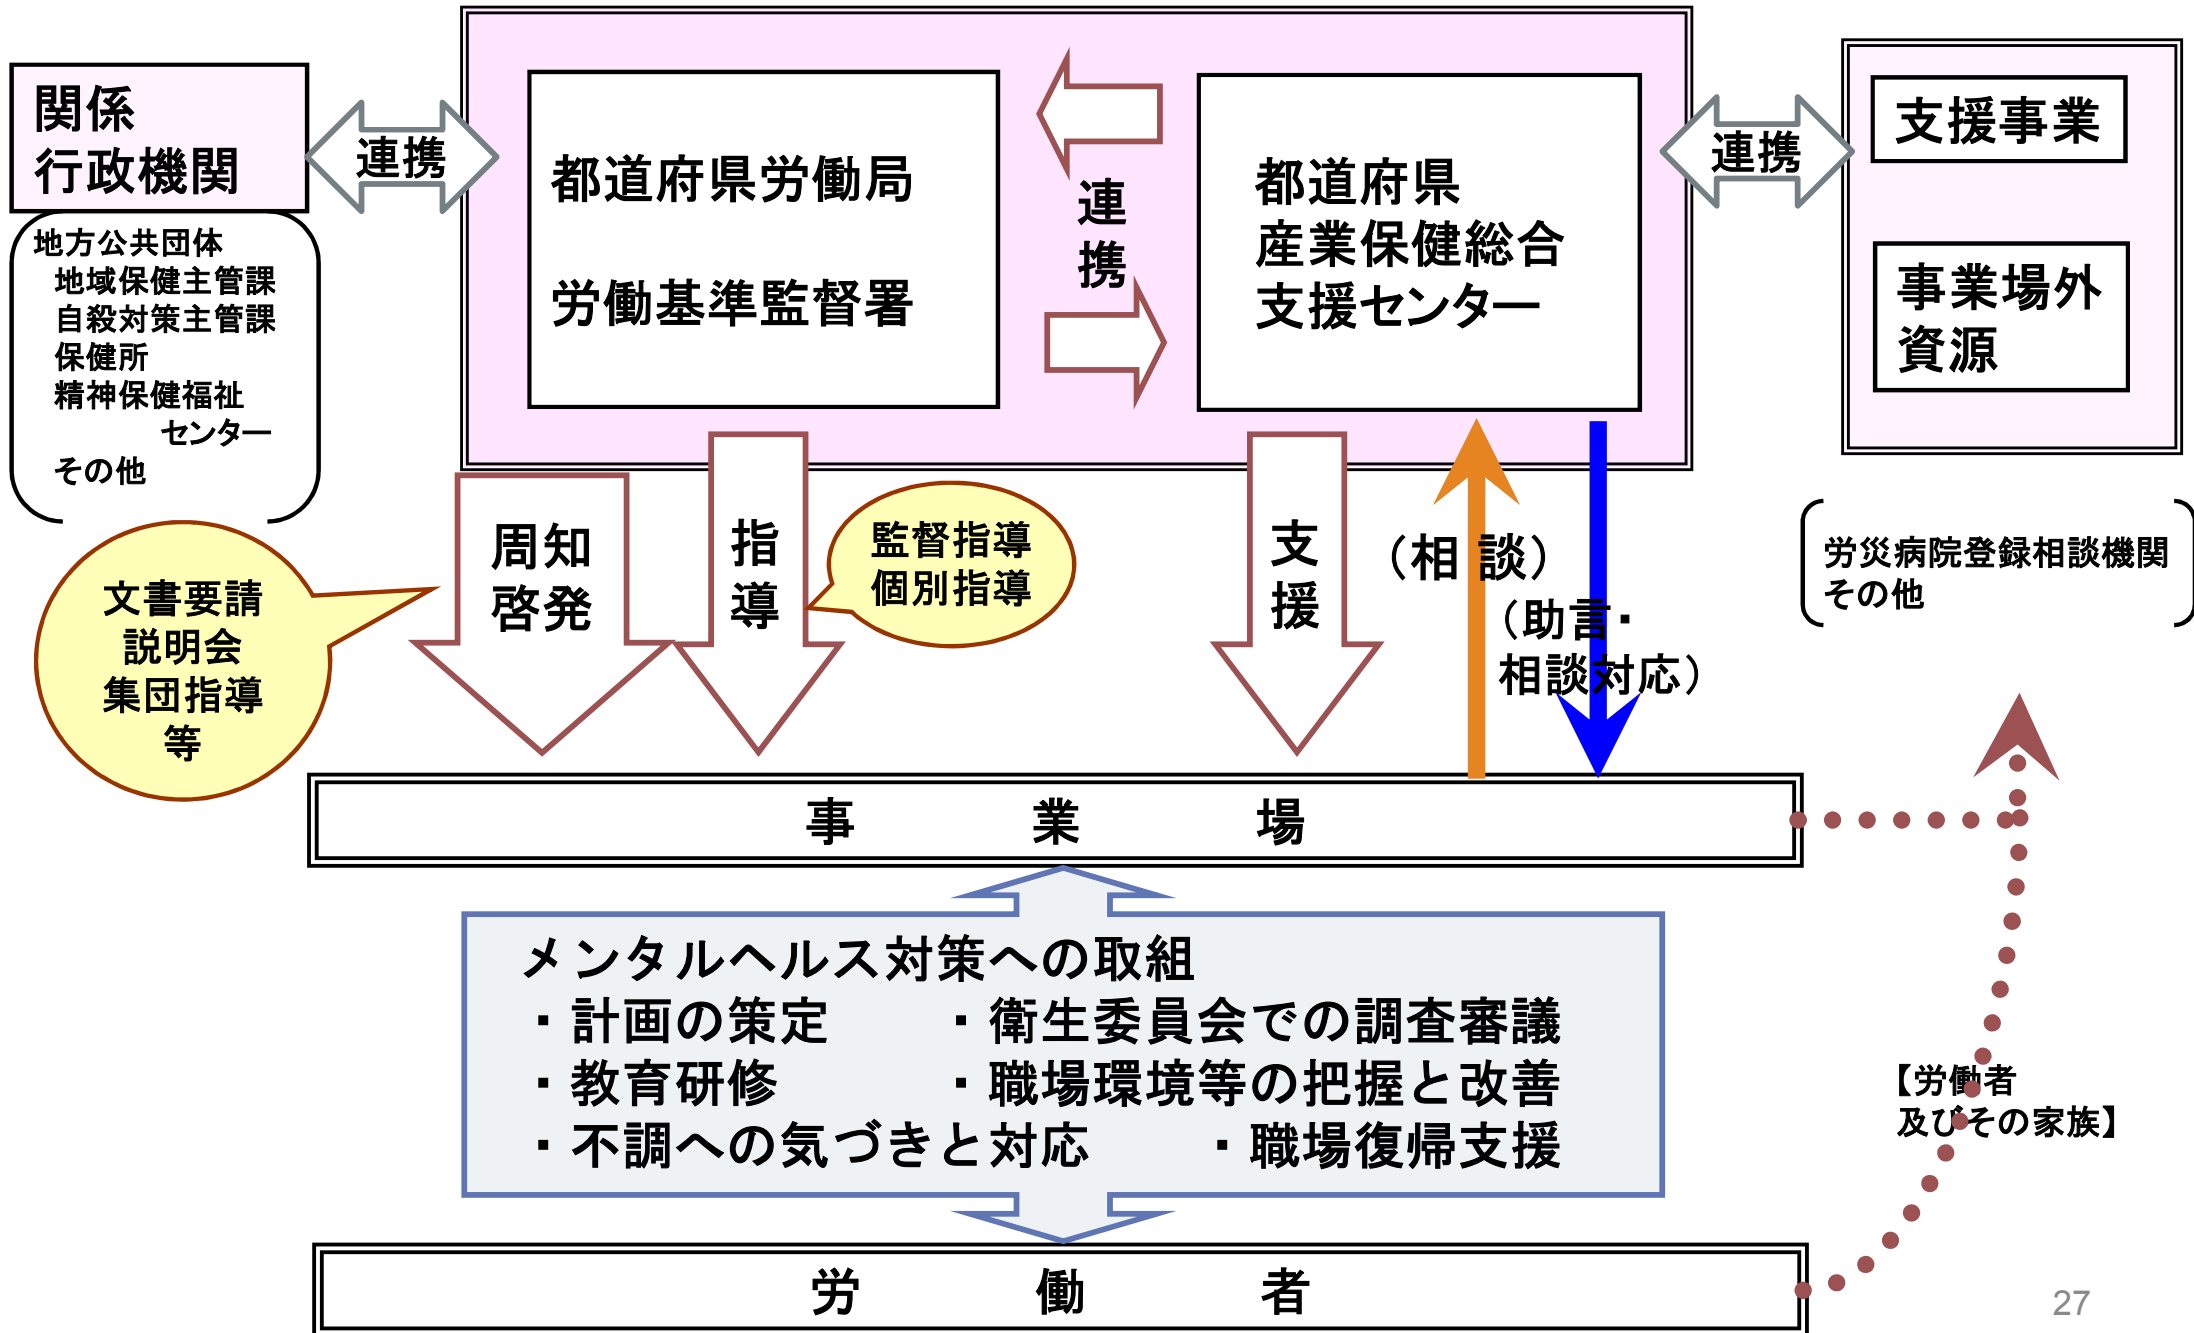 関係
行政機関
連携
都道府県労働局
労働基準監督署
連
携
都道府県
産業保健総合
支援センター
連携
支援事業
事業場外
資源
地方公共団体
地域保健主管課
自殺対策主管課
保健所
精神保健福祉
センター
その他
文書要請
説明会
集団指導
等
周知
啓発
指
導
監督指導
個別指導
支
援
(相 談)
(助言・
相談対応)
労災病院登録相談機関
その他
事 業 場
メンタルヘルス対策への取組
・計画の策定 ・衛生委員会での調査審議
・教育研修 ・職場環境等の把握と改善
・不調への気づきと対応 ・職場復帰支援
【労働者
及びその家族】
労 働 者
27